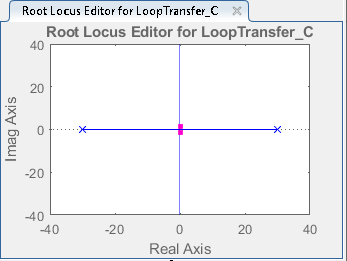 Root Locus Editor for LoopTransfer_C
Root Locus Editor for LoopTransfer_C
Imag Axis
40
20
0
-20
-40
-40 -20 0 20 40
Real Axis